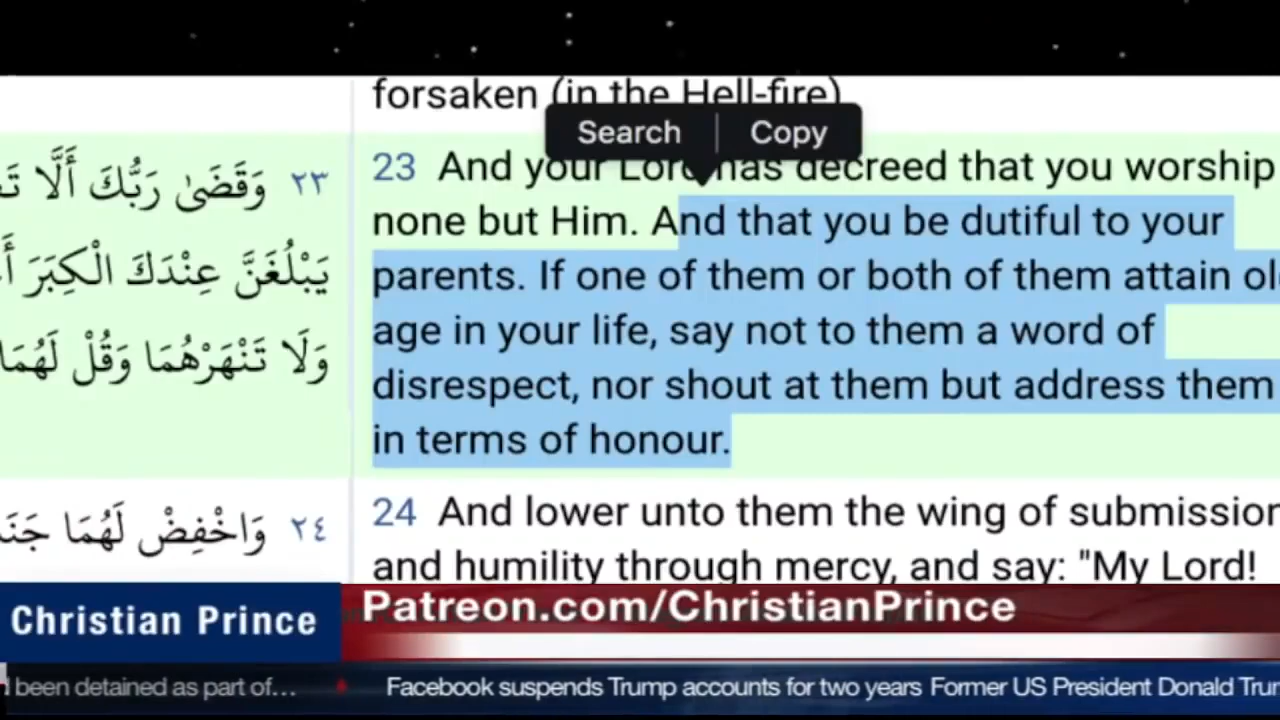 forsaken (in the Hell-fire)
Search | Copy
23 And your Lord has decreed that you worship
none but Him. And that you be dutiful to your
parents. If one of them or both of them attain
age in your life, say not to them a word of
disrespect, nor shout at them but address them
in terms of honour.
٢٣ وَقَضَىٰ رَبُّكَ أَلَّا
يَبْلُغَنَّ عِنْدَكَ الْكِبَرَ
وَلَا تَنْهَرْهُمَا وَقُلْ لَهُمَا
24 And lower unto them the wing of submission
and humility through mercy, and say: "My Lord!
٢٤ وَاخْفِضْ لَهُمَا
Christian Prince
Patreon.com/ChristianPrince
been detained as part of... Facebook suspends Trump accounts for two years Former US President Donald